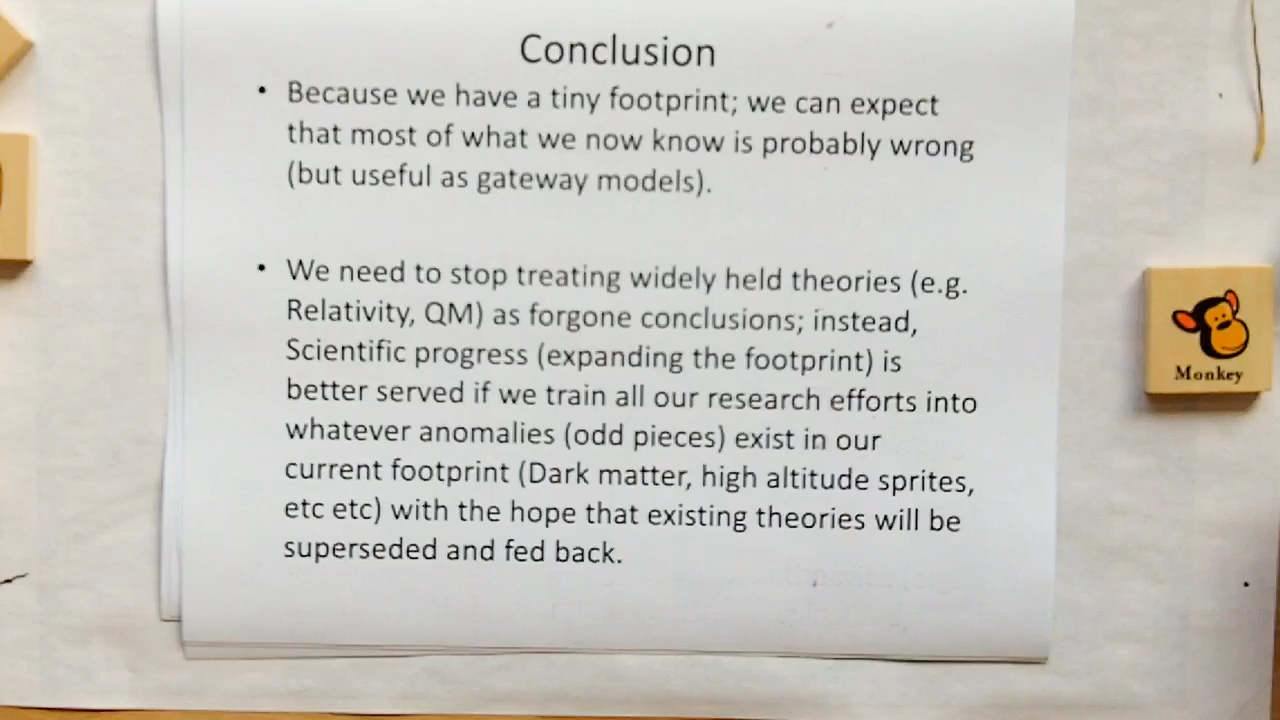 Conclusion
• Because we have a tiny footprint; we can expect
that most of what we now know is probably wrong
(but useful as gateway models).
• We need to stop treating widely held theories (e.g.
Relativity, QM) as forgone conclusions; instead,
Scientific progress (expanding the footprint) is
better served if we train all our research efforts into
whatever anomalies (odd pieces) exist in our
current footprint (Dark matter, high altitude sprites,
etc etc) with the hope that existing theories will be
superseded and fed back.
Monkey